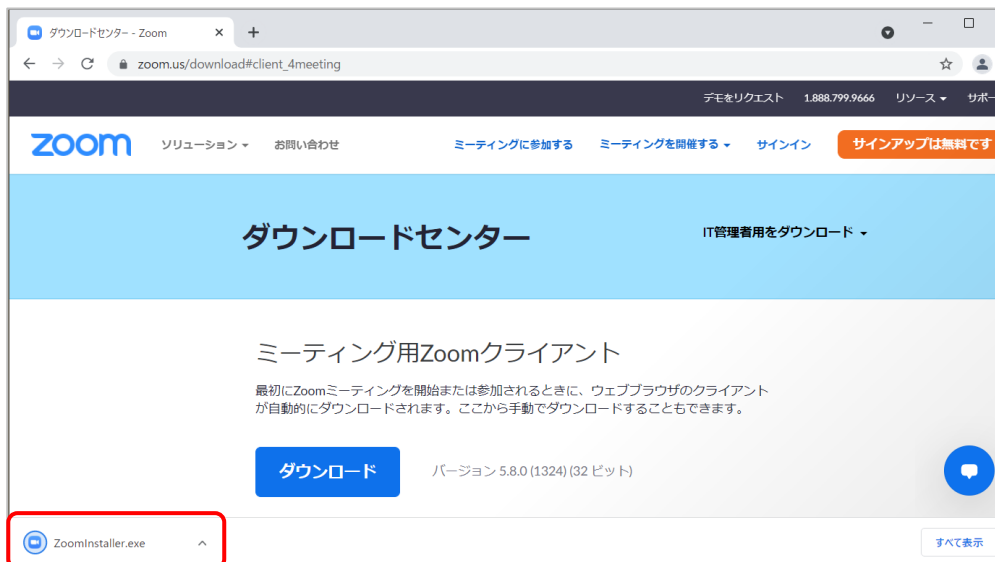 ダウンロードセンター - Zoom
zoom.us/download#client_4meeting
デモをリクエスト 1.888.799.9666 リソース サポー
zoom ソリューション お問い合わせ ミーティングに参加する ミーティングを開催する サインイン サインアップは無料です
ダウンロードセンター IT管理者用をダウンロード
ミーティング用Zoomクライアント
最初にZoomミーティングを開始または参加されるときに、ウェブブラウザのクライアント
が自動的にダウンロードされます。ここから手動でダウンロードすることもできます。
ダウンロード バージョン 5.8.0 (1324) (32 ビット)
ZoomInstaller.exe すべて表示